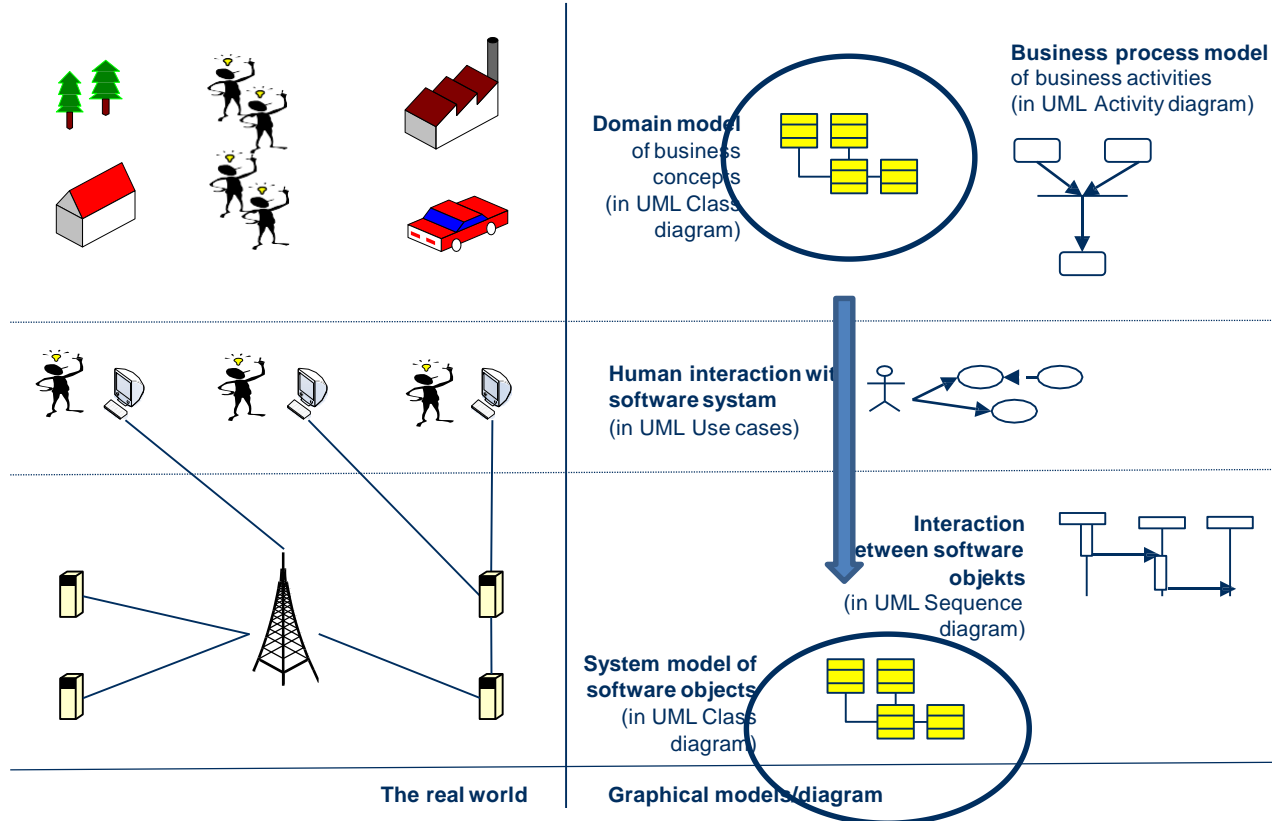 Business process model
of business activities
(in UML Activity diagram)
Domain model
of business
concepts
(in UML Class
diagram)
Human interaction wit
software systam
(in UML Use cases)
Interaction
etween software
objekts
(in UML Sequence
diagram)
System model of
software objects
(in UML Class
diagram)
The real world
Graphical models/diagram